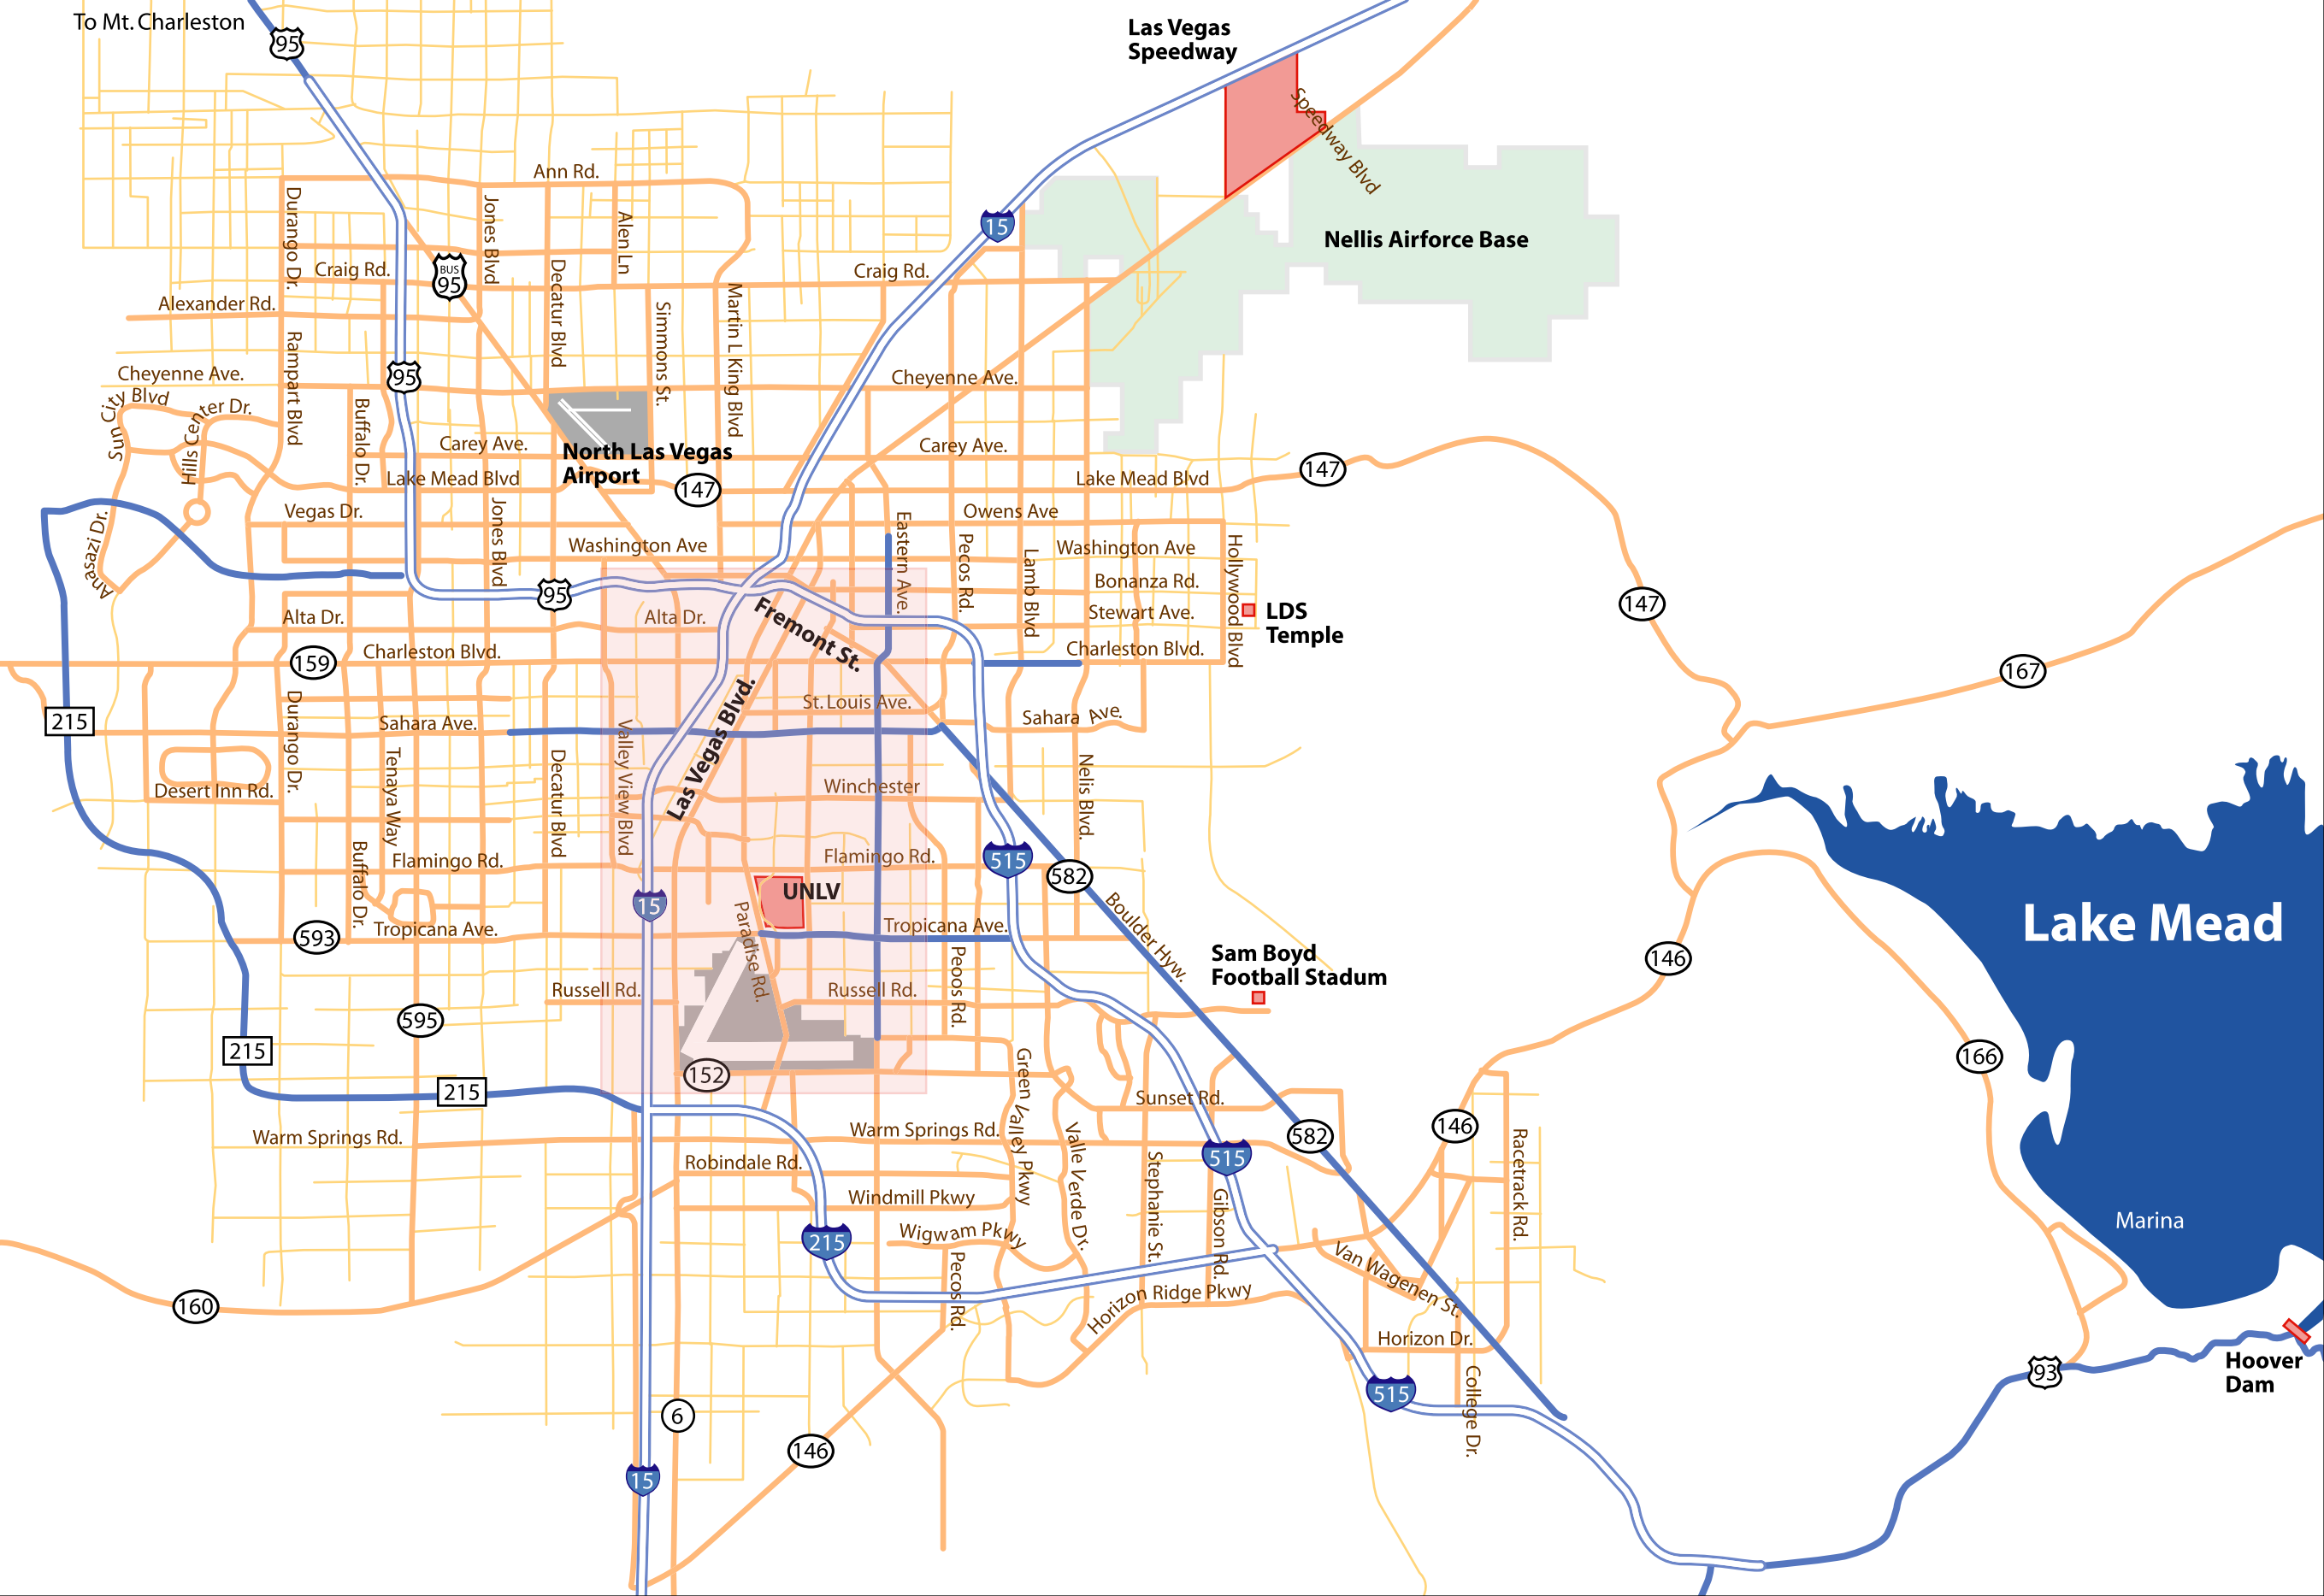 To Mt. Charleston
95
Las Vegas
Speedway
Speedway Blvd
Ann Rd.
Durango Dr.
Jones Blvd
Alen Ln
15
Nellis Airforce Base
BUS
95
Craig Rd.
Craig Rd.
Decatur Blvd
Alexander Rd.
Simmons St.
Martin L King Blvd
Rampart Blvd
95
Cheyenne Ave.
Cheyenne Ave.
Sun City Blvd
Hills Center Dr.
Buffalo Dr.
Carey Ave.
Carey Ave.
North Las Vegas
Airport
Lake Mead Blvd
147
Lake Mead Blvd
147
Vegas Dr.
Jones Blvd
Owens Ave
Eastern Ave.
Anasazi Dr.
Washington Ave
Pecos Rd.
Lamb Blvd
Washington Ave
Hollywood Blvd
Bonanza Rd.
95
Alta Dr.
Alta Dr.
Fremont St.
Stewart Ave.
LDS
Temple
147
159
Charleston Blvd.
Charleston Blvd.
167
Durango Dr.
St. Louis Ave.
215
Sahara Ave.
Sahara Ave.
Valley View Blvd
Las Vegas Blvd.
Tenaya Way
Decatur Blvd
Nelis Blvd.
Desert Inn Rd.
Winchester
Buffalo Dr.
Flamingo Rd.
Flamingo Rd.
515
582
UNLV
15
Paradise Rd.
Boulder Hyw.
Lake Mead
593
Tropicana Ave.
Tropicana Ave.
Peoos Rd.
Sam Boyd
Football Stadum
146
Russell Rd.
Russell Rd.
595
215
166
152
Green Valley Pkwy
215
Sunset Rd.
Warm Springs Rd.
Warm Springs Rd.
Valle Verde Dr.
582
146
Racetrack Rd.
Robindale Rd.
Stephanie St.
515
Windmill Pkwy
Gibson Rd.
Wigwam Pkwy
215
Marina
Pecos Rd.
Van Wagenen St.
160
Horizon Ridge Pkwy
Horizon Dr.
Hoover
Dam
93
College Dr.
515
6
146
15